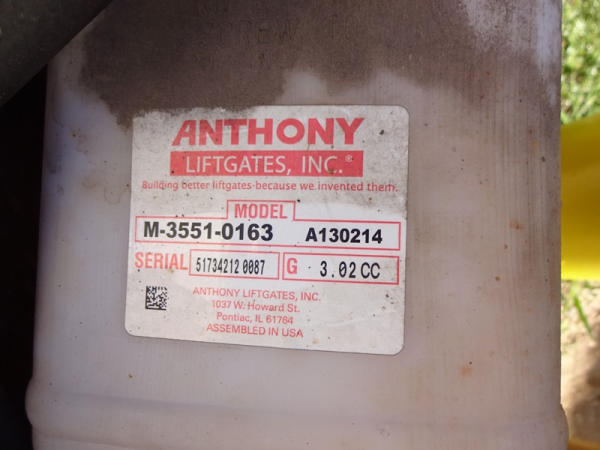 ANTHONY
LIFTGATES, INC.®
Building better liftgates-because we invented them.
MODEL
M-3551-0163 A130214
SERIAL 51734212 0087 G 3.02 CC
ANTHONY LIFTGATES, INC.
1037 W. Howard St.
Pontiac, IL 61764
ASSEMBLED IN USA